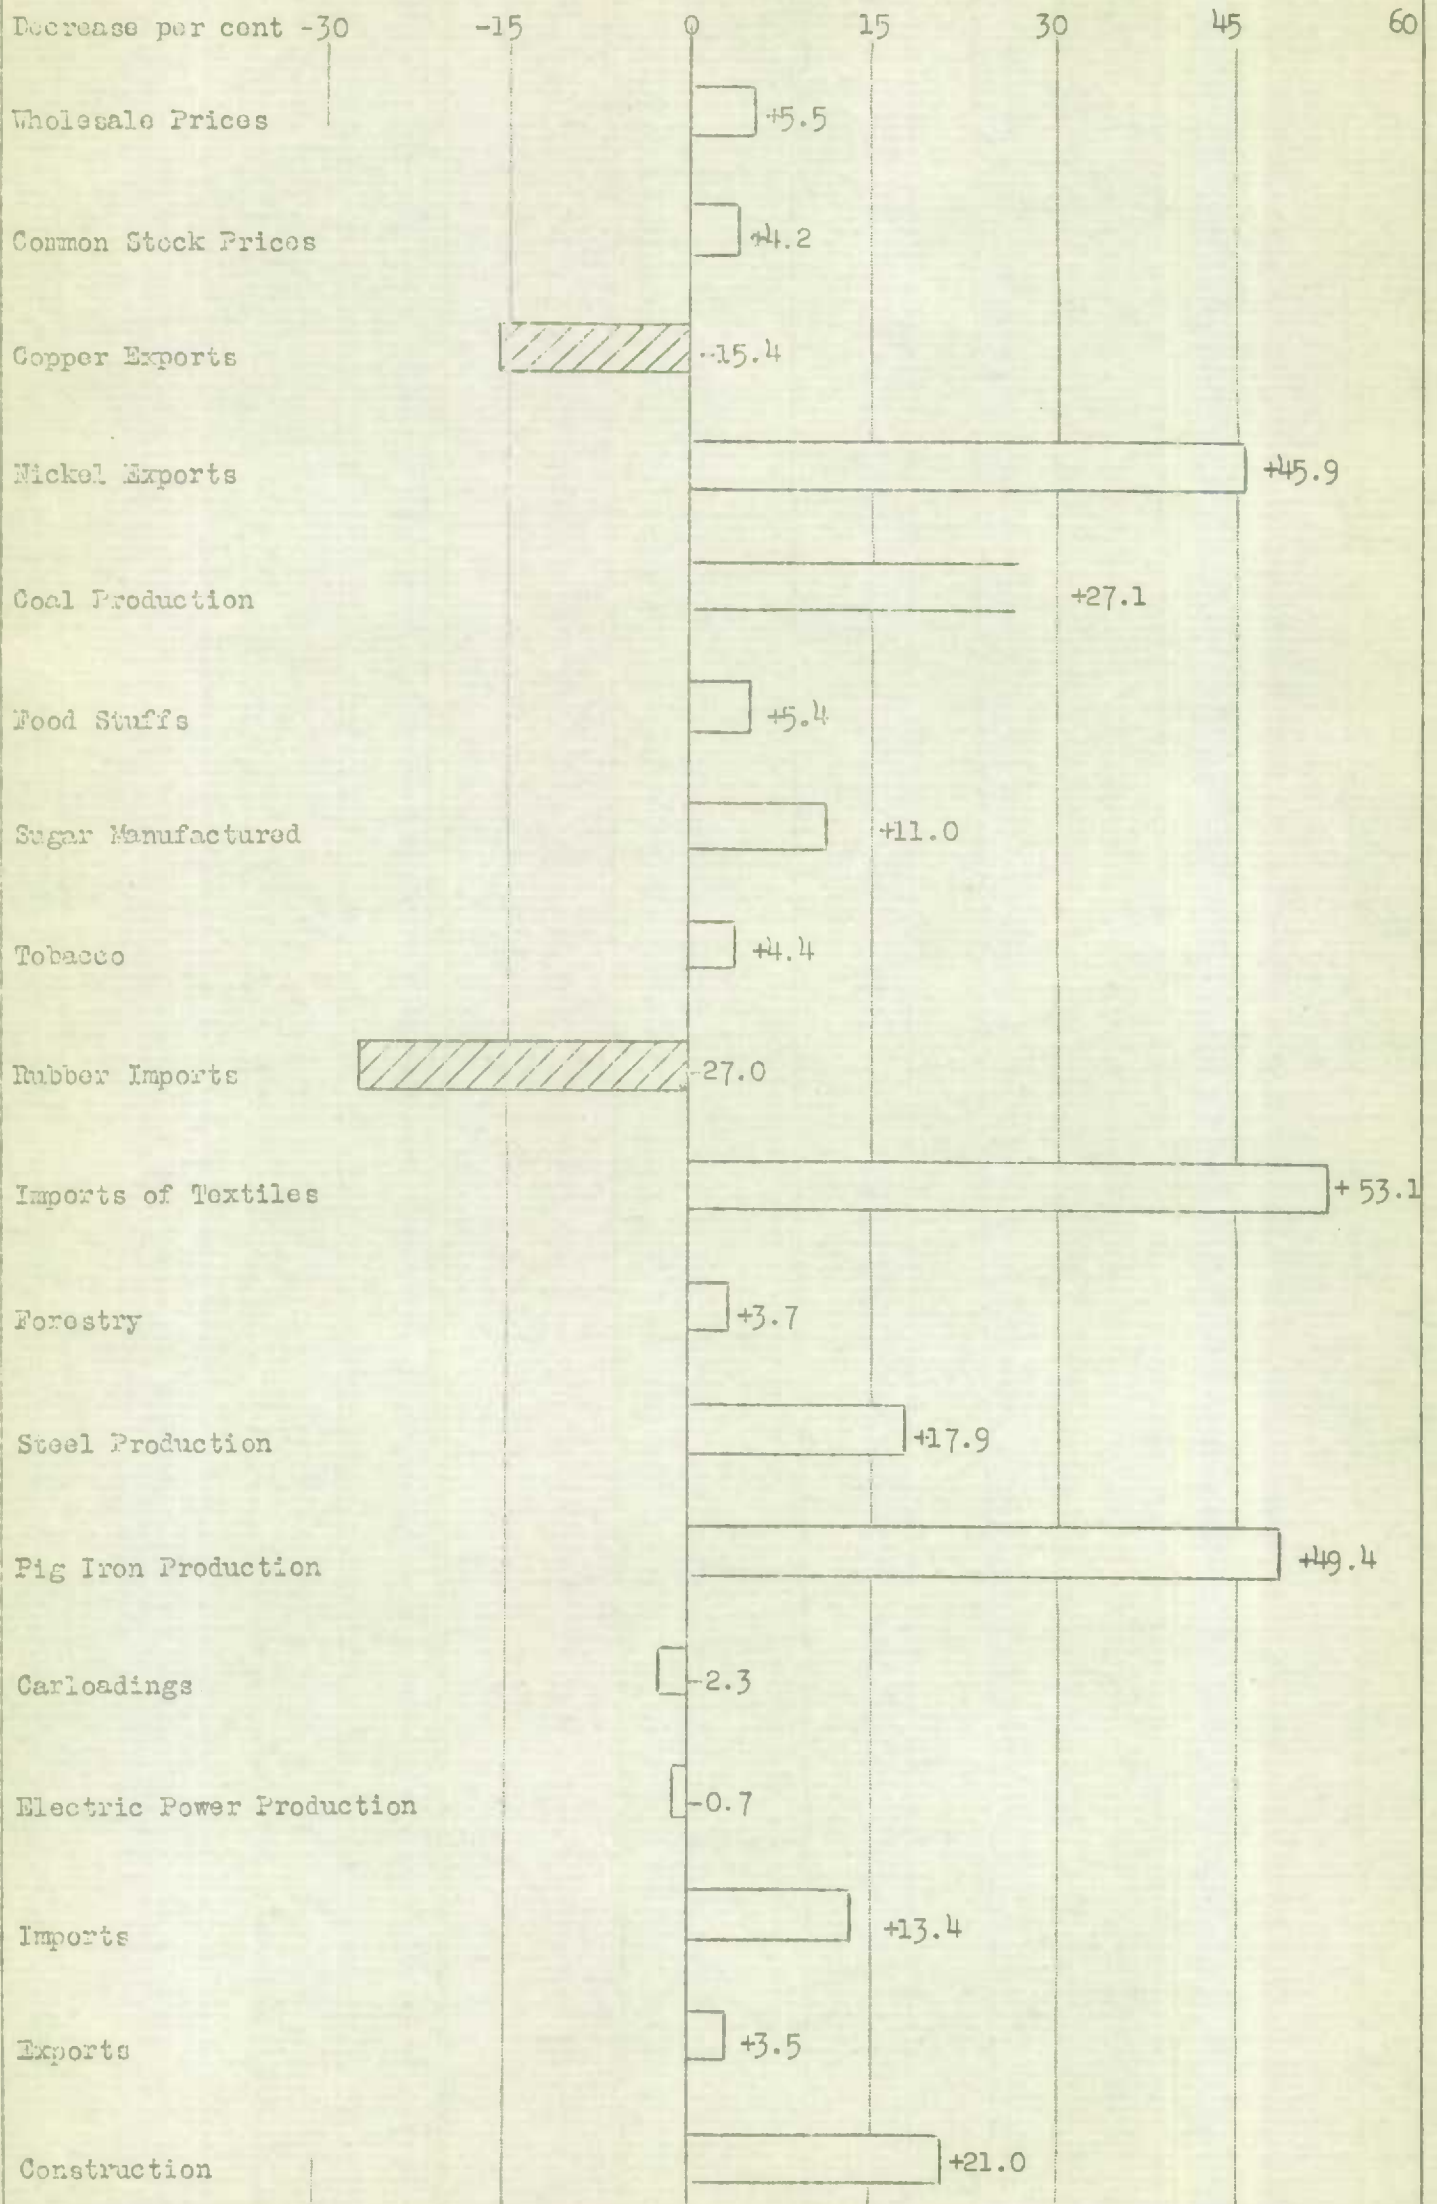 Decrease per cent -30 -15 0 15 30 45 60
Wholesale Prices +5.5
Common Stock Prices +4.2
Copper Exports -15.4
Nickel Exports +45.9
Coal Production +27.1
Food Stuffs +5.4
Sugar Manufactured +11.0
Tobacco +4.4
Rubber Imports -27.0
Imports of Textiles + 53.1
Forestry +3.7
Steel Production +17.9
Pig Iron Production +49.4
Carloadings -2.3
Electric Power Production -0.7
Imports +13.4
Exports +3.5
Construction +21.0